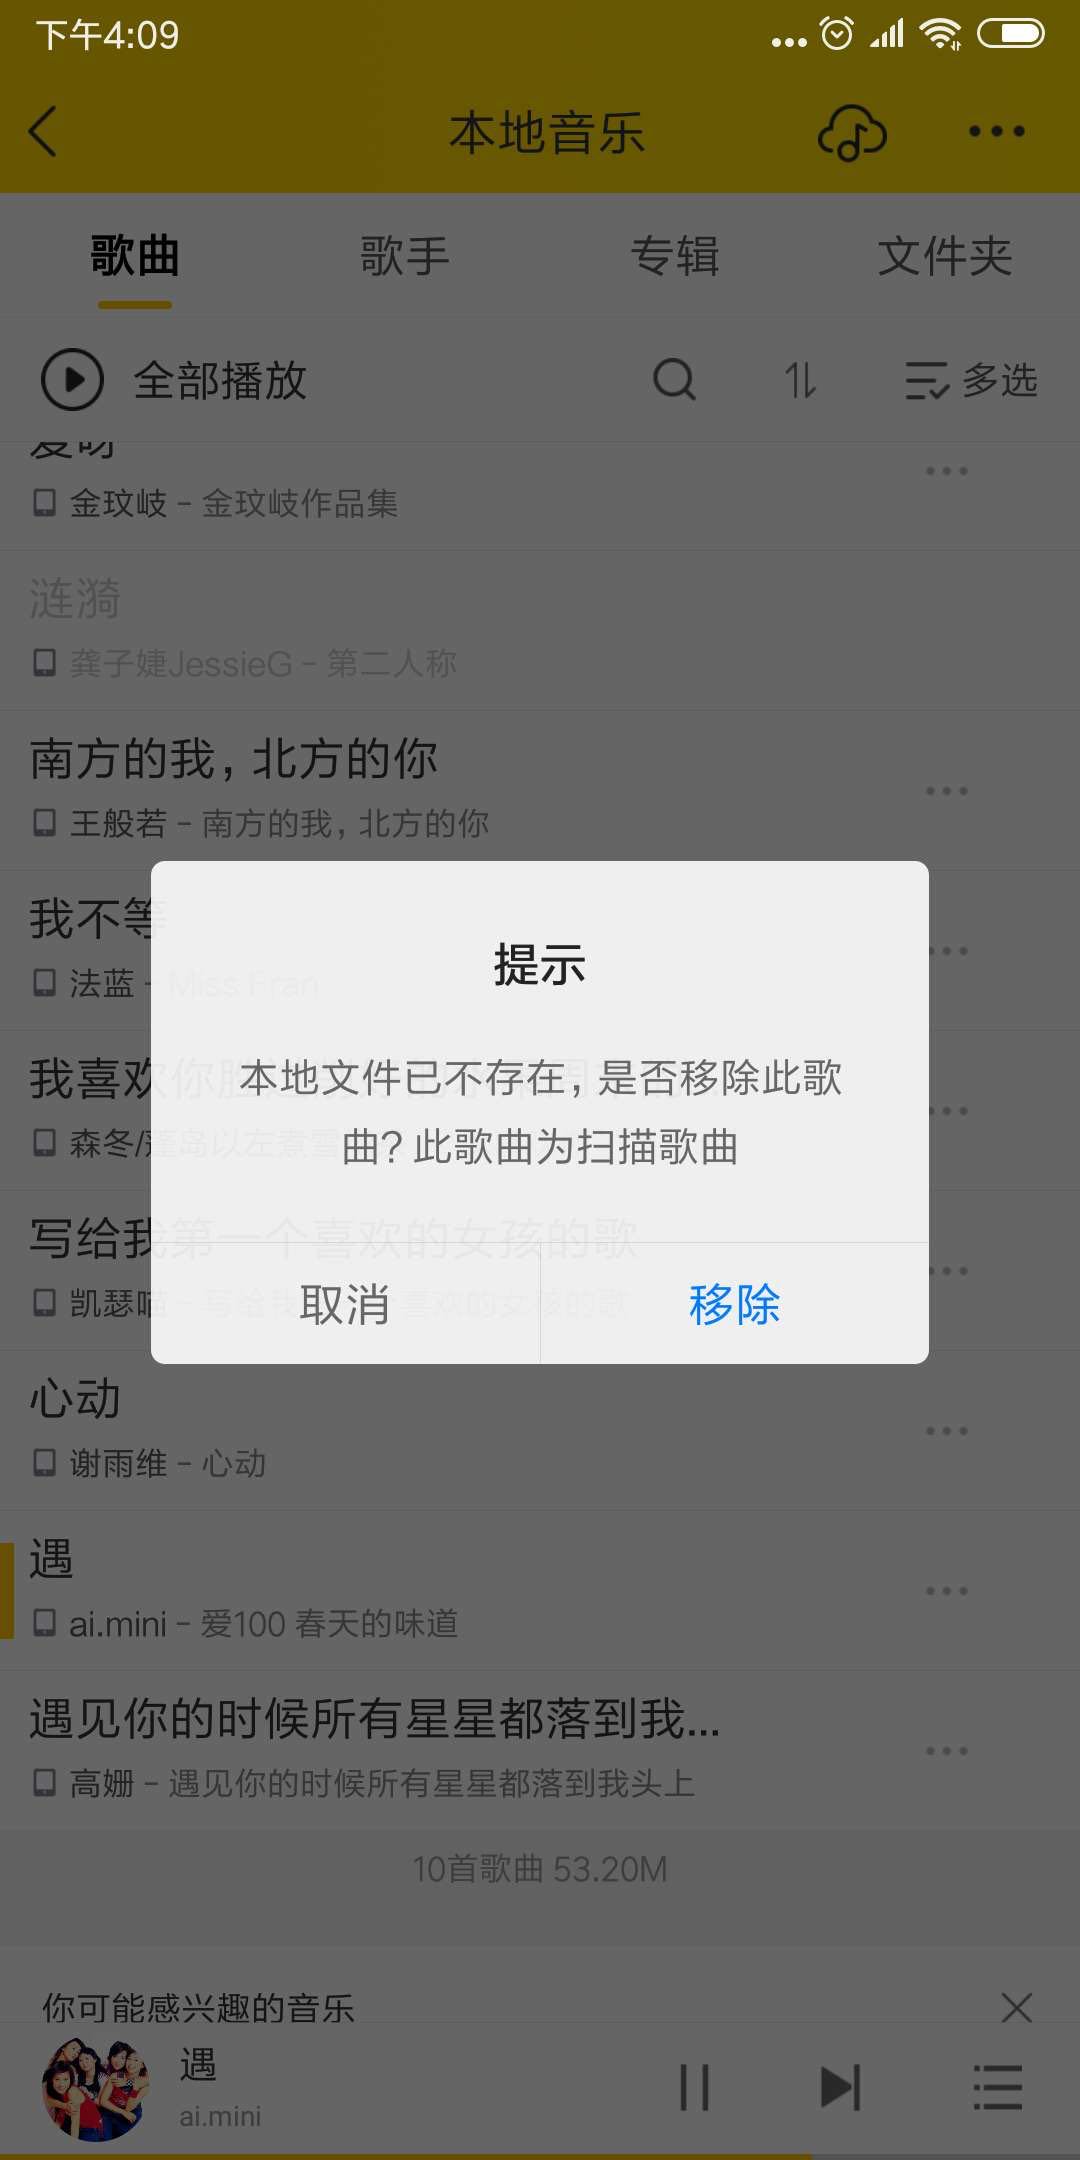 下午4:09
本地音乐
歌曲 歌手 专辑 文件夹
全部播放 多选
金玟岐 - 金玟岐作品集
涟漪
龚子婕JessieG - 第二人称
南方的我，北方的你
王般若 - 南方的我，北方的你
我不等
法蓝 - Miss Fran
提示
本地文件已不存在，是否移除此歌
曲？此歌曲为扫描歌曲
我喜欢你胜过
森冬/蓬岛以左煮雪
写给我第一个喜欢的女孩的歌
凯瑟喵 - 写给我第一个喜欢的女孩的歌
取消 移除
心动
谢雨维 - 心动
遇
ai.mini - 爱100 春天的味道
遇见你的时候所有星星都落到我...
高姗 - 遇见你的时候所有星星都落到我头上
10首歌曲 53.20M
你可能感兴趣的音乐
遇
ai.mini